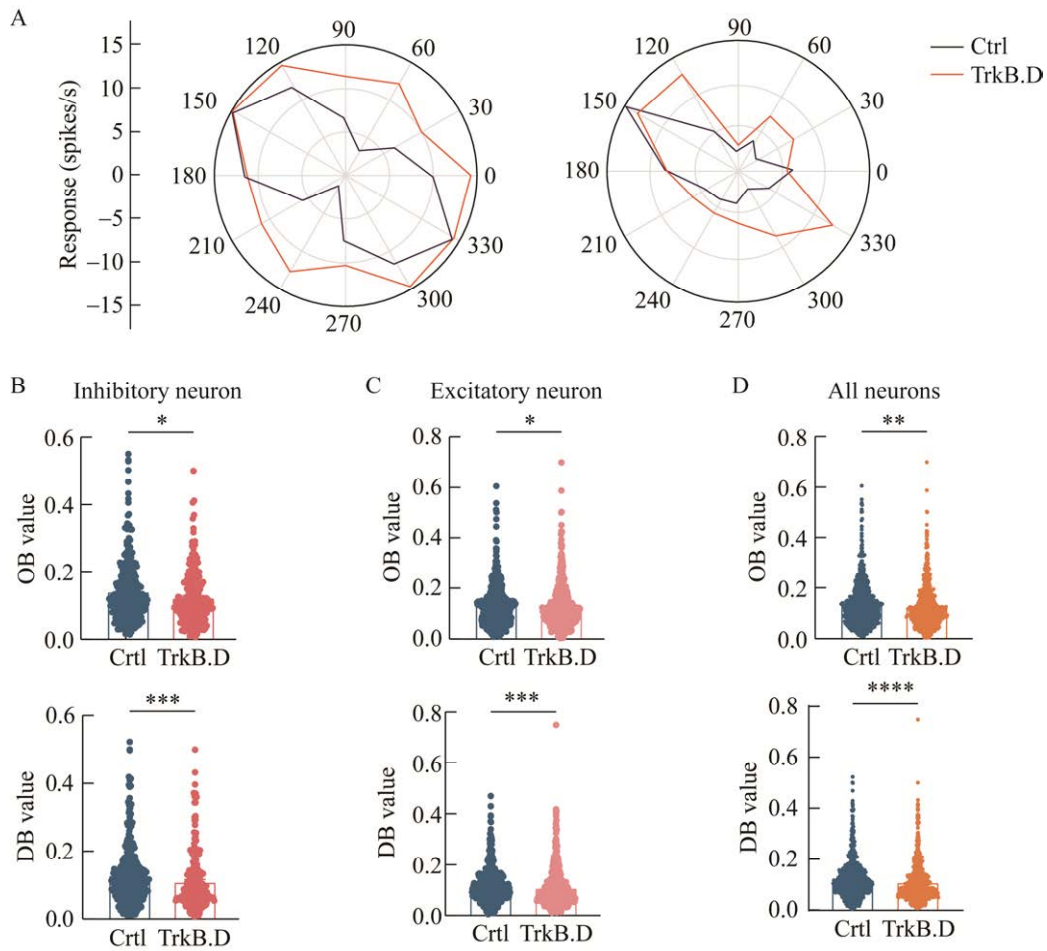 A
Response (spikes/s)
15
10
5
0
−5
−10
−15
90
120
60
150
30
180
0
210
330
240
300
270
90
120
60
150
30
180
0
210
330
240
300
270
Ctrl
TrkB.D
B
Inhibitory neuron
*
OB value
0.6
0.4
0.2
0.0
Crtl TrkB.D
***
DB value
0.6
0.4
0.2
0.0
Crtl TrkB.D
C
Excitatory neuron
*
OB value
0.8
0.6
0.4
0.2
0.0
Crtl TrkB.D
***
DB value
0.8
0.6
0.4
0.2
0.0
Crtl TrkB.D
D
All neurons
**
OB value
0.8
0.6
0.4
0.2
0.0
Crtl TrkB.D
****
DB value
0.8
0.6
0.4
0.2
0.0
Crtl TrkB.D